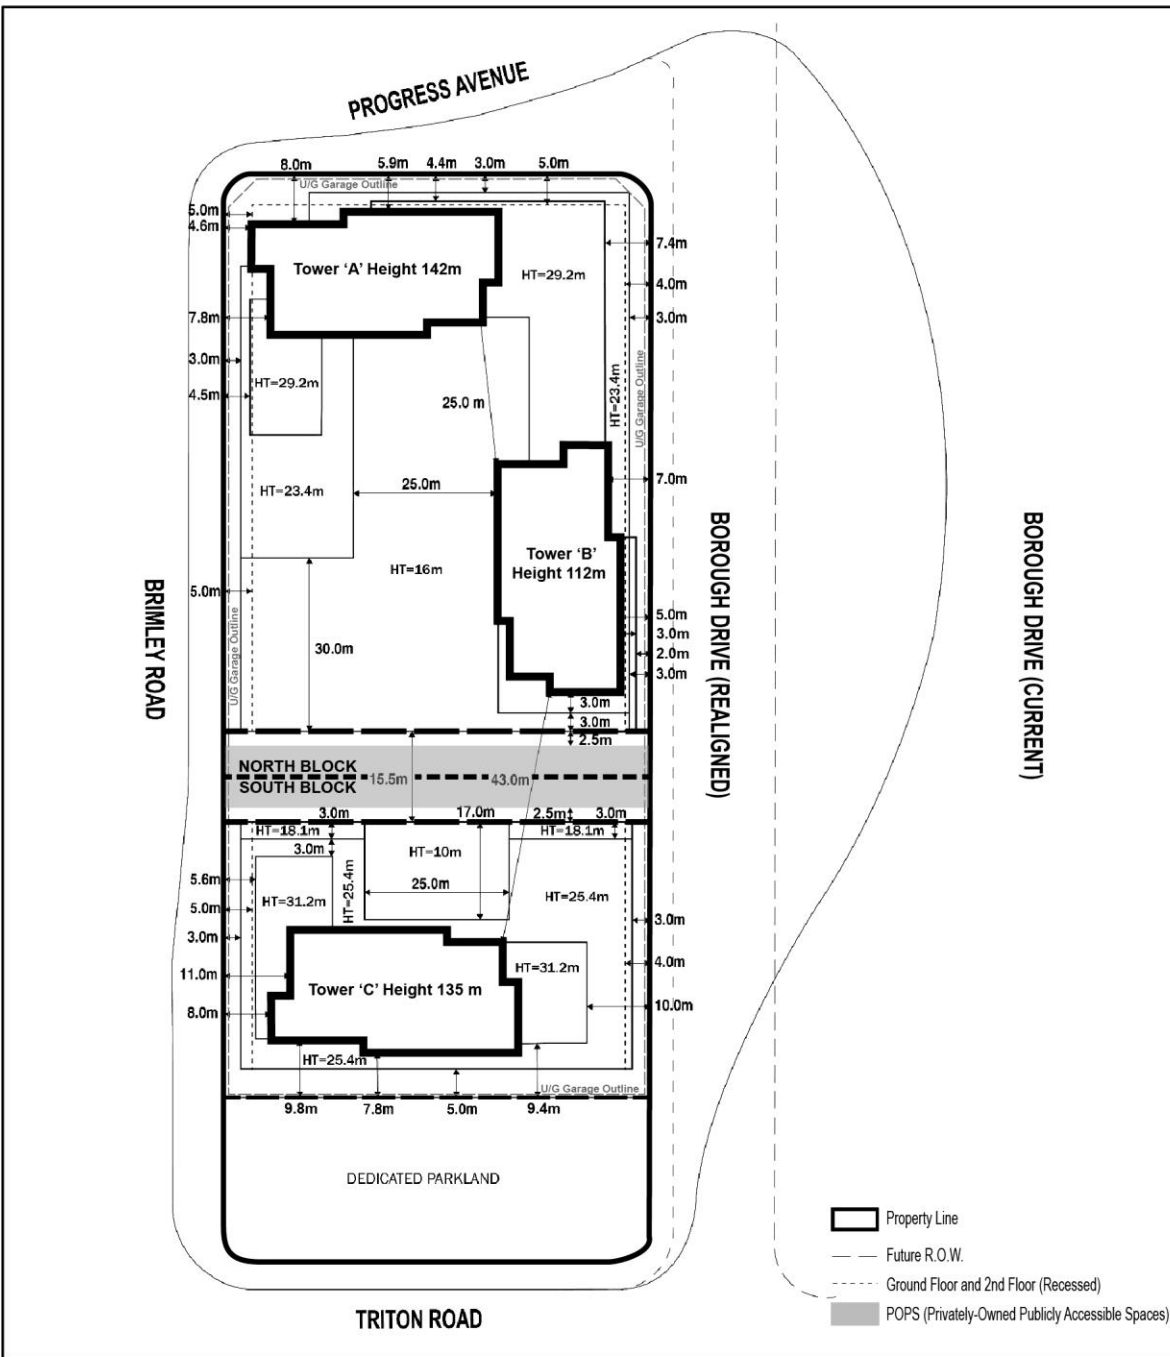 PROGRESS AVENUE
8.0m
5.9m
4.4m
3.0m
5.0m
U/G Garage Outline
5.0m
4.6m
Tower ‘A’ Height 142m
HT=29.2m
7.4m
4.0m
3.0m
7.8m
3.0m
4.5m
HT=29.2m
25.0 m
HT=23.4m
U/G Garage Outline
HT=23.4m
25.0m
7.0m
Tower ‘B’
Height 112m
HT=16m
5.0m
30.0m
U/G Garage Outline
5.0m
3.0m
2.0m
3.0m
3.0m
3.0m
2.5m
BRIMLEY ROAD
BOROUGH DRIVE (REALIGNED)
BOROUGH DRIVE (CURRENT)
NORTH BLOCK
SOUTH BLOCK
15.5m
43.0m
3.0m
17.0m
2.5m
3.0m
HT=18.1m
HT=18.1m
3.0m
HT=10m
25.0m
HT=25.4m
HT=25.4m
5.6m
5.0m
3.0m
11.0m
8.0m
HT=31.2m
3.0m
4.0m
10.0m
HT=31.2m
Tower ‘C’ Height 135 m
HT=25.4m
U/G Garage Outline
9.8m
7.8m
5.0m
9.4m
DEDICATED PARKLAND
TRITON ROAD
Property Line
Future R.O.W.
Ground Floor and 2nd Floor (Recessed)
POPS (Privately-Owned Publicly Accessible Spaces)